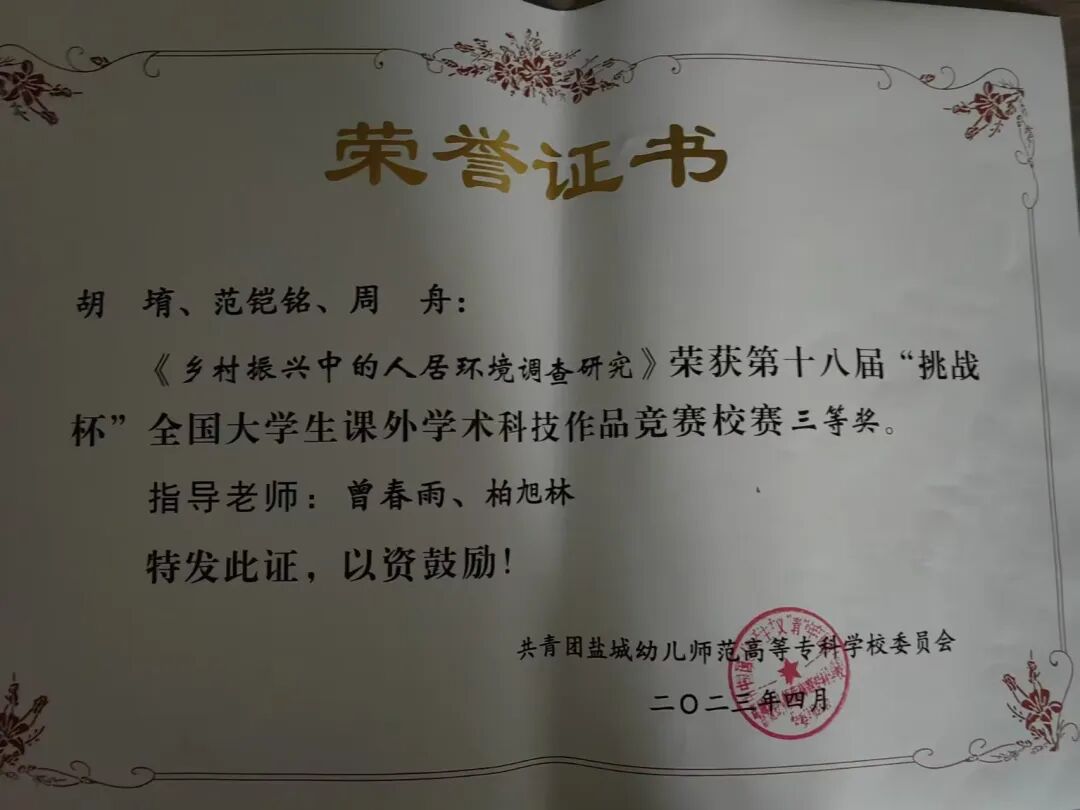 荣誉证书
胡 堉、范铠铭、周 舟：
《乡村振兴中的人居环境调查研究》荣获第十八届“挑战
杯”全国大学生课外学术科技作品竞赛校赛三等奖。
指导老师：曾春雨、柏旭林
特发此证，以资鼓励！
共青团盐城幼儿师范高等专科学校委员会
二〇二三年四月